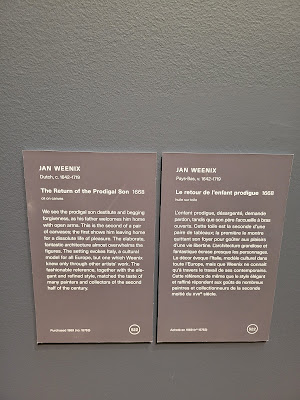 JAN WEENIX
Dutch, c. 1642-1719
The Return of the Prodigal Son 1668
oil on canvas
We see the prodigal son destitute and begging
forgiveness, as his father welcomes him home
with open arms. This is the second of a pair
of canvases; the first shows him leaving home
for a dissolute life of pleasure. The elaborate,
fantastic architecture almost overwhelms the
figures. The setting evokes Italy, a cultural
model for all Europe, but one which Weenix
knew only through other artists' work. The
fashionable reference, together with the ele-
gant and refined style, matched the taste of
many painters and collectors of the second
half of the century.
Purchased 1965
JAN WEENIX
Pays-Bas, v. 1642-1719
Le retour de l'enfant prodigue 1668
huile sur toile
L'enfant prodigue, désargenté, demande
pardon, tandis que son père l'accueille à bras
ouverts. Cette toile est la seconde d'une
paire de tableaux; la première le montre
quittant son foyer pour goûter aux plaisirs
d'une vie libertine. L'architecture grandiose et
fantastique écrase presque les personnages.
Le décor évoque l'Italie, modèle culturel dans
toute l'Europe, mais que Weenix ne connaît
qu'à travers le travail de ses contemporains.
Cette référence de même que le style élégant
et raffiné répondent aux goûts de nombreux
peintres et collectionneurs de la seconde
moitié du XVIIe siècle.